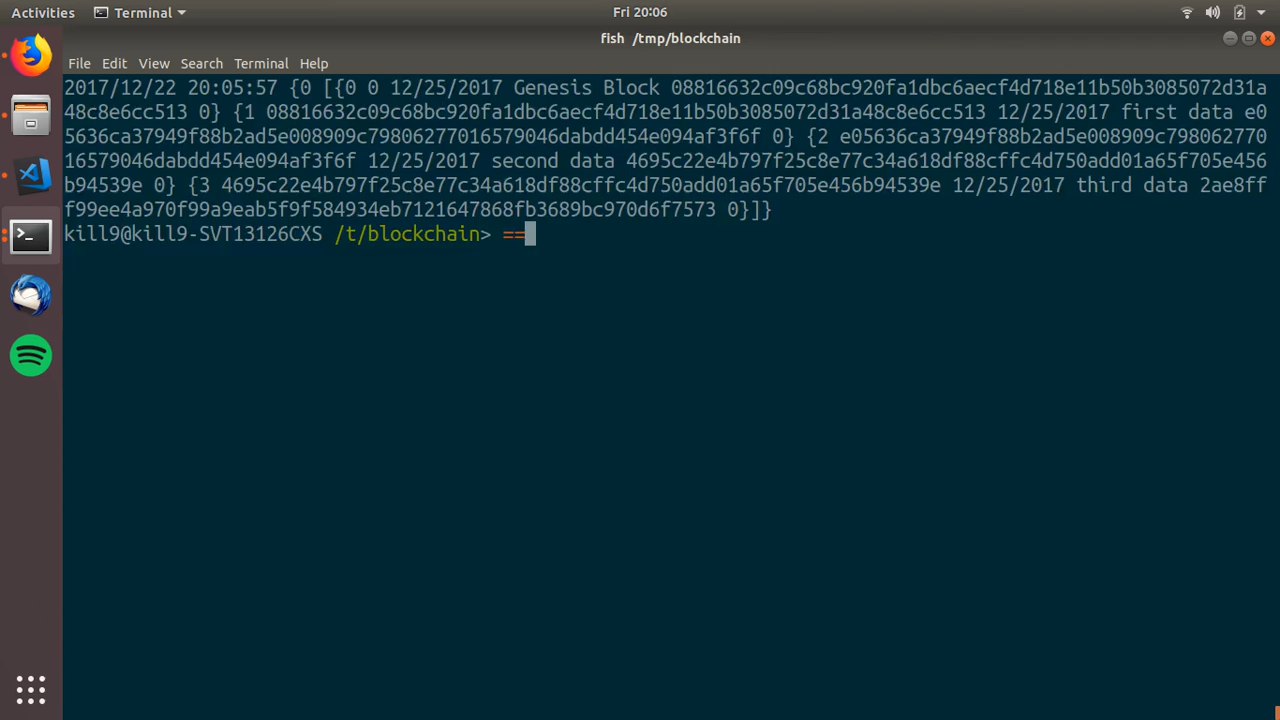 Activities Terminal Fri 20:06
fish /tmp/blockchain
File Edit View Search Terminal Help
2017/12/22 20:05:57 {0 [{0 0 12/25/2017 Genesis Block 08816632c09c68bc920fa1dbc6aecf4d718e11b50b3085072d31a
48c8e6cc513 0} {1 08816632c09c68bc920fa1dbc6aecf4d718e11b50b3085072d31a48c8e6cc513 12/25/2017 first data e0
5636ca37949f88b2ad5e008909c798062770165790​46dabdd454e094af3f6f 0} {2 e05636ca37949f88b2ad5e008909c798062770
16579046dabdd454e094af3f6f 12/25/2017 second data 4695c22e4b797f25c8e77c34a618df88cffc4d750add01a65f705e456
b94539e 0} {3 4695c22e4b797f25c8e77c34a618df88cffc4d750add01a65f705e456b94539e 12/25/2017 third data 2ae8ff
f99ee4a970f99a9eab5f9f584934eb7121647868fb3689bc970d6f7573 0}]}
kill9@kill9-SVT13126CXS /t/blockchain> ==